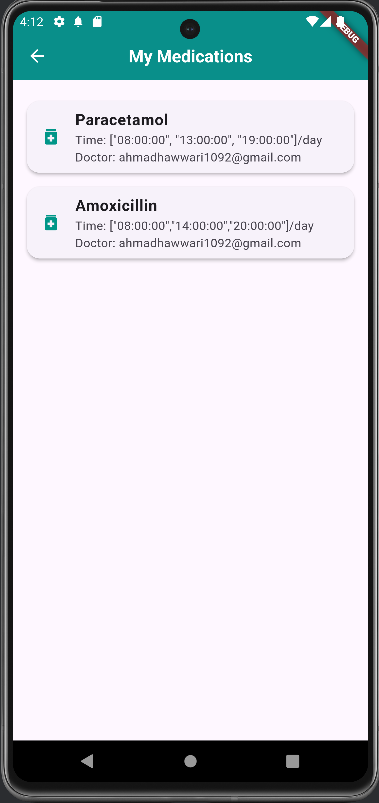 4:12
DEBUG
My Medications
Paracetamol
Time: ["08:00:00", "13:00:00", "19:00:00"]/day
Doctor: ahmadhawwari1092@gmail.com
Amoxicillin
Time: ["08:00:00","14:00:00","20:00:00"]/day
Doctor: ahmadhawwari1092@gmail.com